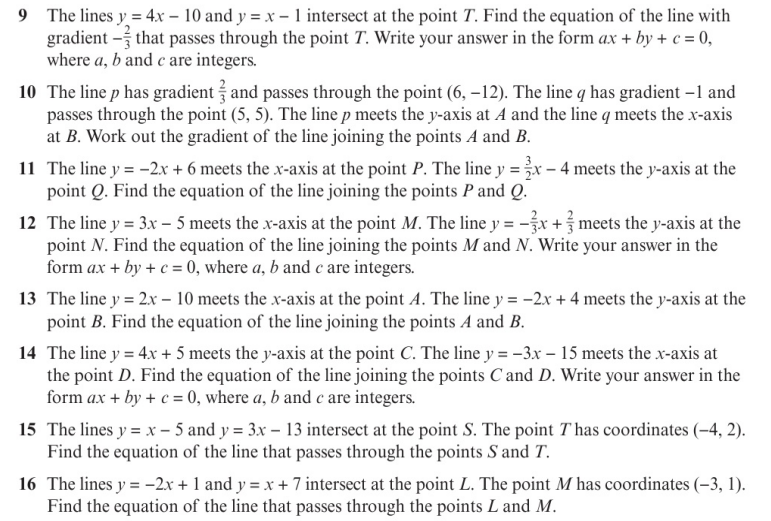 9 The lines y = 4x – 10 and y = x – 1 intersect at the point T. Find the equation of the line with
gradient –2/3 that passes through the point T. Write your answer in the form ax + by + c = 0,
where a, b and c are integers.
10 The line p has gradient 2/3 and passes through the point (6, –12). The line q has gradient –1 and
passes through the point (5, 5). The line p meets the y-axis at A and the line q meets the x-axis
at B. Work out the gradient of the line joining the points A and B.
11 The line y = –2x + 6 meets the x-axis at the point P. The line y = 3/2x – 4 meets the y-axis at the
point Q. Find the equation of the line joining the points P and Q.
12 The line y = 3x – 5 meets the x-axis at the point M. The line y = –2/3x + 2/3 meets the y-axis at the
point N. Find the equation of the line joining the points M and N. Write your answer in the
form ax + by + c = 0, where a, b and c are integers.
13 The line y = 2x – 10 meets the x-axis at the point A. The line y = –2x + 4 meets the y-axis at the
point B. Find the equation of the line joining the points A and B.
14 The line y = 4x + 5 meets the y-axis at the point C. The line y = –3x – 15 meets the x-axis at
the point D. Find the equation of the line joining the points C and D. Write your answer in the
form ax + by + c = 0, where a, b and c are integers.
15 The lines y = x – 5 and y = 3x – 13 intersect at the point S. The point T has coordinates (–4, 2).
Find the equation of the line that passes through the points S and T.
16 The lines y = –2x + 1 and y = x + 7 intersect at the point L. The point M has coordinates (–3, 1).
Find the equation of the line that passes through the points L and M.